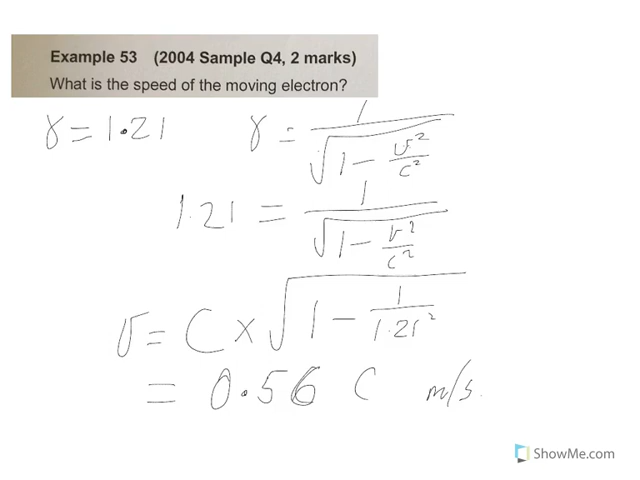 Example 53 (2004 Sample Q4, 2 marks)
What is the speed of the moving electron?
γ = 1.21 γ = 1/√(1 − v²/c²)
1.21 = 1/√(1 − v²/c²)
v = C × √(1 − 1/1.21²)
= 0.56 C m/s.
ShowMe.com